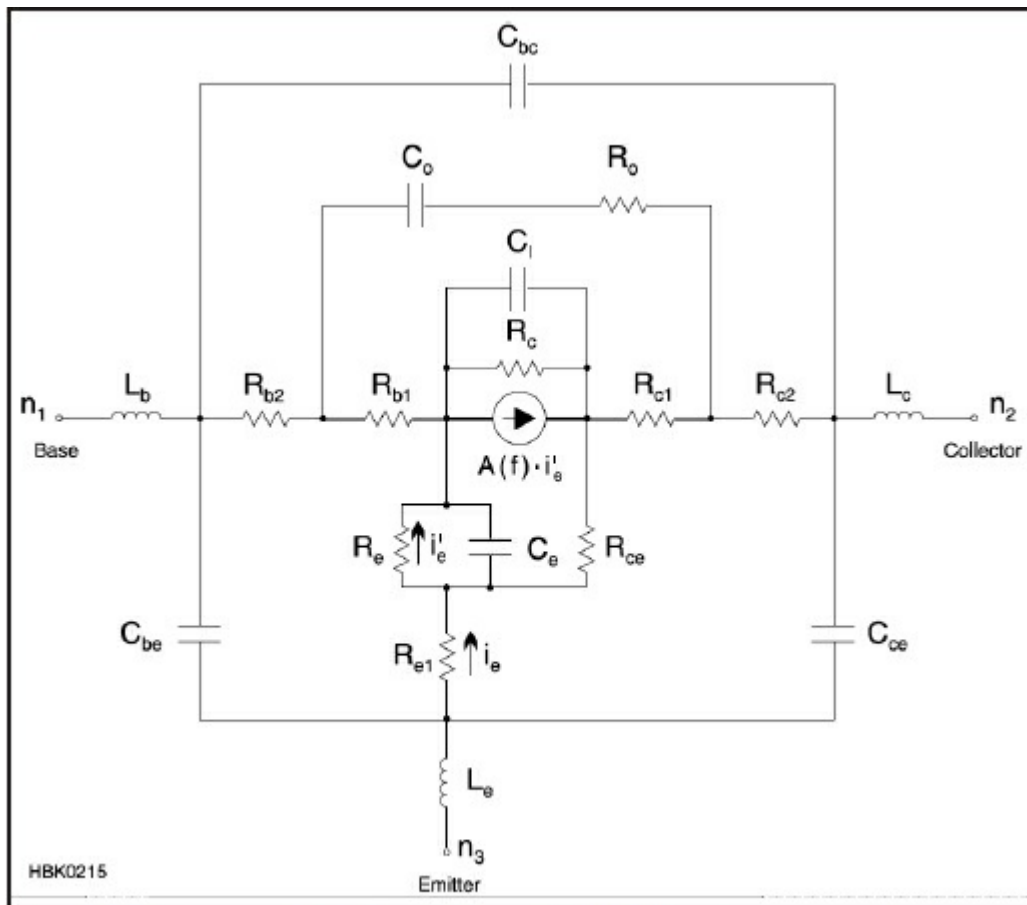 C_bc
C_o R_o
C_I
R_c
L_b R_b2 R_b1 R_c1 R_c2 L_c
n_1 n_2
Base A(f)·i'_e Collector
R_e i'_e C_e R_ce
C_be R_e1 i_e C_ce
L_e
n_3
HBK0215
Emitter